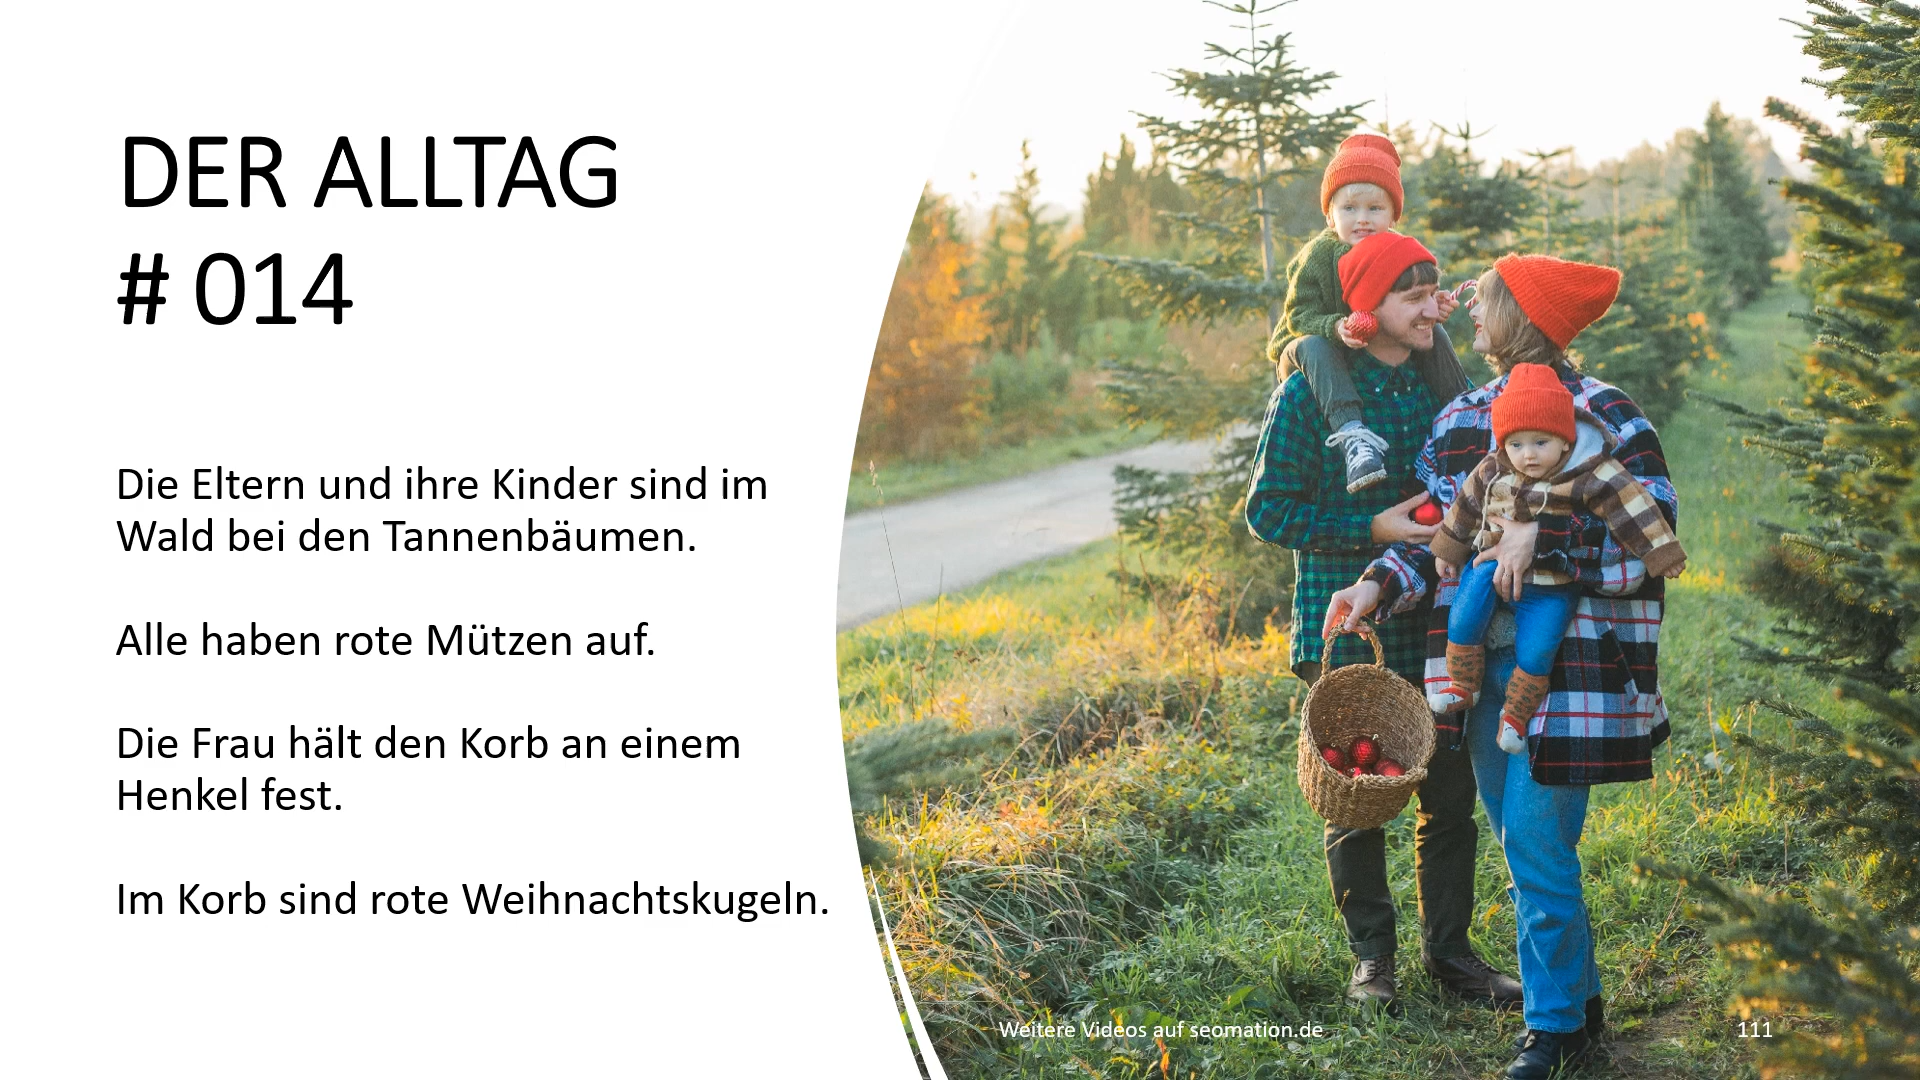 DER ALLTAG
# 014
Die Eltern und ihre Kinder sind im
Wald bei den Tannenbäumen.
Alle haben rote Mützen auf.
Die Frau hält den Korb an einem
Henkel fest.
Im Korb sind rote Weihnachtskugeln.
Weitere Videos auf seomation.de
111